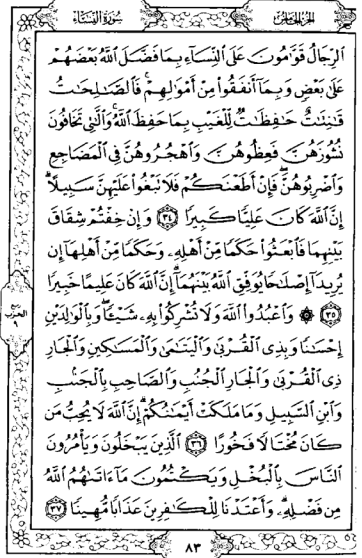 سورة النساء
الجزء الخامس
ٱلرِّجَالُ قَوَّٰمُونَ عَلَى ٱلنِّسَآءِ بِمَا فَضَّلَ ٱللَّهُ بَعْضَهُمْ
عَلَىٰ بَعْضٍ وَبِمَآ أَنفَقُوا۟ مِنْ أَمْوَٰلِهِمْ ۚ فَٱلصَّٰلِحَٰتُ
قَٰنِتَٰتٌ حَٰفِظَٰتٌ لِّلْغَيْبِ بِمَا حَفِظَ ٱللَّهُ ۚ وَٱلَّٰتِى تَخَافُونَ
نُشُوزَهُنَّ فَعِظُوهُنَّ وَٱهْجُرُوهُنَّ فِى ٱلْمَضَاجِعِ
وَٱضْرِبُوهُنَّ ۖ فَإِنْ أَطَعْنَكُمْ فَلَا تَبْغُوا۟ عَلَيْهِنَّ سَبِيلًا ۗ
إِنَّ ٱللَّهَ كَانَ عَلِيًّا كَبِيرًا ۝٣٤ وَإِنْ خِفْتُمْ شِقَاقَ
بَيْنِهِمَا فَٱبْعَثُوا۟ حَكَمًا مِّنْ أَهْلِهِۦ وَحَكَمًا مِّنْ أَهْلِهَآ إِن
يُرِيدَآ إِصْلَٰحًا يُوَفِّقِ ٱللَّهُ بَيْنَهُمَآ ۗ إِنَّ ٱللَّهَ كَانَ عَلِيمًا خَبِيرًا
۝٣٥ ۞ وَٱعْبُدُوا۟ ٱللَّهَ وَلَا تُشْرِكُوا۟ بِهِۦ شَيْـًٔا ۖ وَبِٱلْوَٰلِدَيْنِ
إِحْسَٰنًا وَبِذِى ٱلْقُرْبَىٰ وَٱلْيَتَٰمَىٰ وَٱلْمَسَٰكِينِ وَٱلْجَارِ
ذِى ٱلْقُرْبَىٰ وَٱلْجَارِ ٱلْجُنُبِ وَٱلصَّاحِبِ بِٱلْجَنۢبِ
وَٱبْنِ ٱلسَّبِيلِ وَمَا مَلَكَتْ أَيْمَٰنُكُمْ ۗ إِنَّ ٱللَّهَ لَا يُحِبُّ مَن
كَانَ مُخْتَالًا فَخُورًا ۝٣٦ ٱلَّذِينَ يَبْخَلُونَ وَيَأْمُرُونَ
ٱلنَّاسَ بِٱلْبُخْلِ وَيَكْتُمُونَ مَآ ءَاتَىٰهُمُ ٱللَّهُ
مِن فَضْلِهِۦ ۗ وَأَعْتَدْنَا لِلْكَٰفِرِينَ عَذَابًا مُّهِينًا ۝٣٧
ربع
الحزب
٩
٨٣